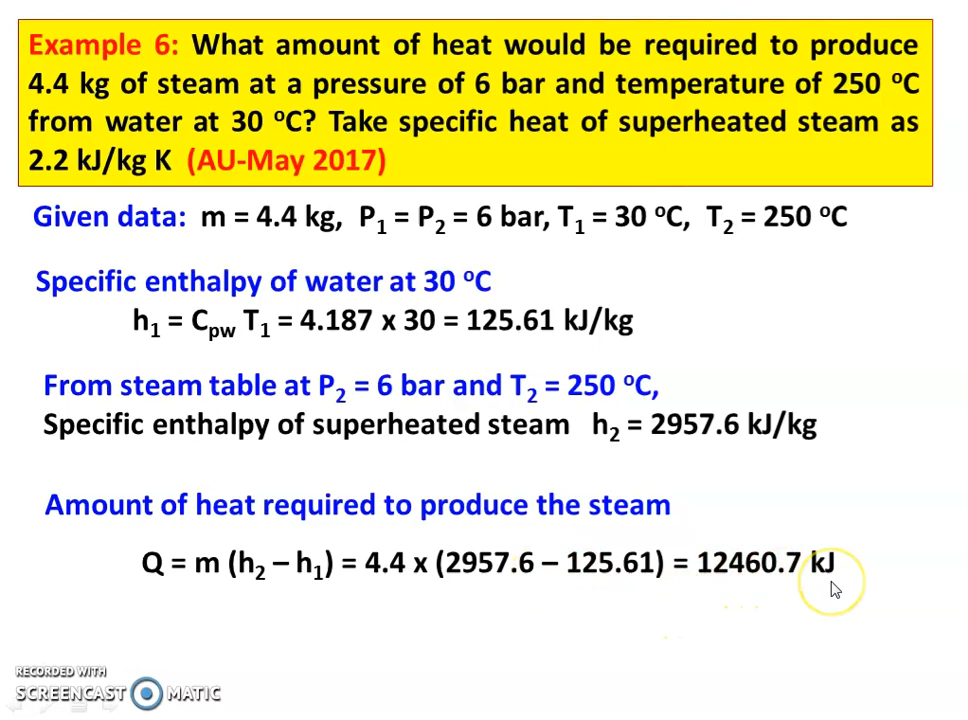 Example 6: What amount of heat would be required to produce
4.4 kg of steam at a pressure of 6 bar and temperature of 250 ºC
from water at 30 ºC? Take specific heat of superheated steam as
2.2 kJ/kg K (AU-May 2017)
Given data: m = 4.4 kg, P₁ = P₂ = 6 bar, T₁ = 30 ºC, T₂ = 250 ºC
Specific enthalpy of water at 30 ºC
h₁ = Cpw T₁ = 4.187 x 30 = 125.61 kJ/kg
From steam table at P₂ = 6 bar and T₂ = 250 ºC,
Specific enthalpy of superheated steam h₂ = 2957.6 kJ/kg
Amount of heat required to produce the steam
Q = m (h₂ – h₁) = 4.4 x (2957.6 – 125.61) = 12460.7 kJ
RECORDED WITH
SCREENCAST MATIC